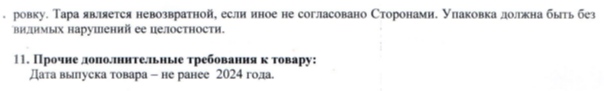 ровку. Тара является невозвратной, если иное не согласовано Сторонами. Упаковка должна быть без
видимых нарушений ее целостности.
11. Прочие дополнительные требования к товару:
Дата выпуска товара – не ранее 2024 года.